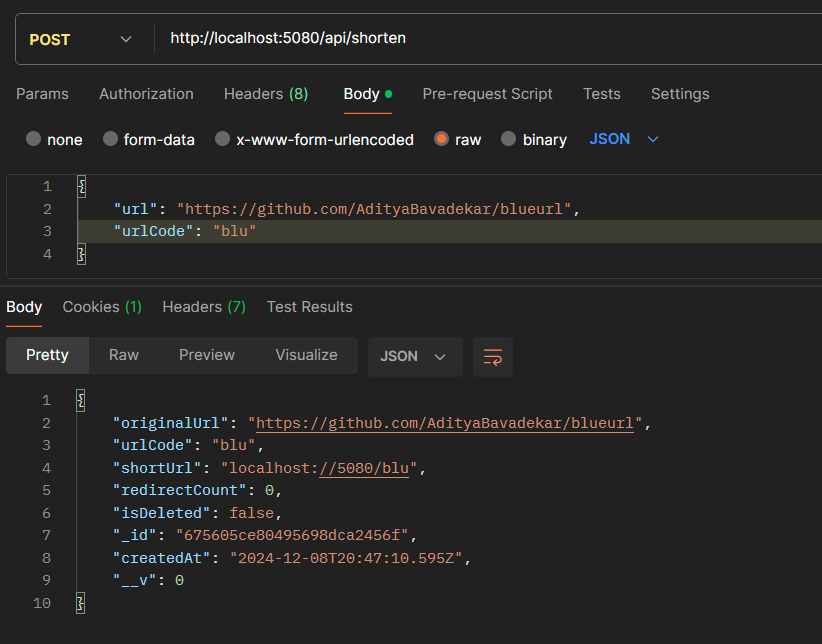 POST http://localhost:5080/api/shorten
Params Authorization Headers (8) Body Pre-request Script Tests Settings
none form-data x-www-form-urlencoded raw binary JSON
1 {
2 "url": "https://github.com/AdityaBavadekar/blueurl",
3 "urlCode": "blu"
4 }
Body Cookies (1) Headers (7) Test Results
Pretty Raw Preview Visualize JSON
1 {
2 "originalUrl": "https://github.com/AdityaBavadekar/blueurl",
3 "urlCode": "blu",
4 "shortUrl": "localhost://5080/blu",
5 "redirectCount": 0,
6 "isDeleted": false,
7 "_id": "675605ce80495698dca2456f",
8 "createdAt": "2024-12-08T20:47:10.595Z",
9 "__v": 0
10 }